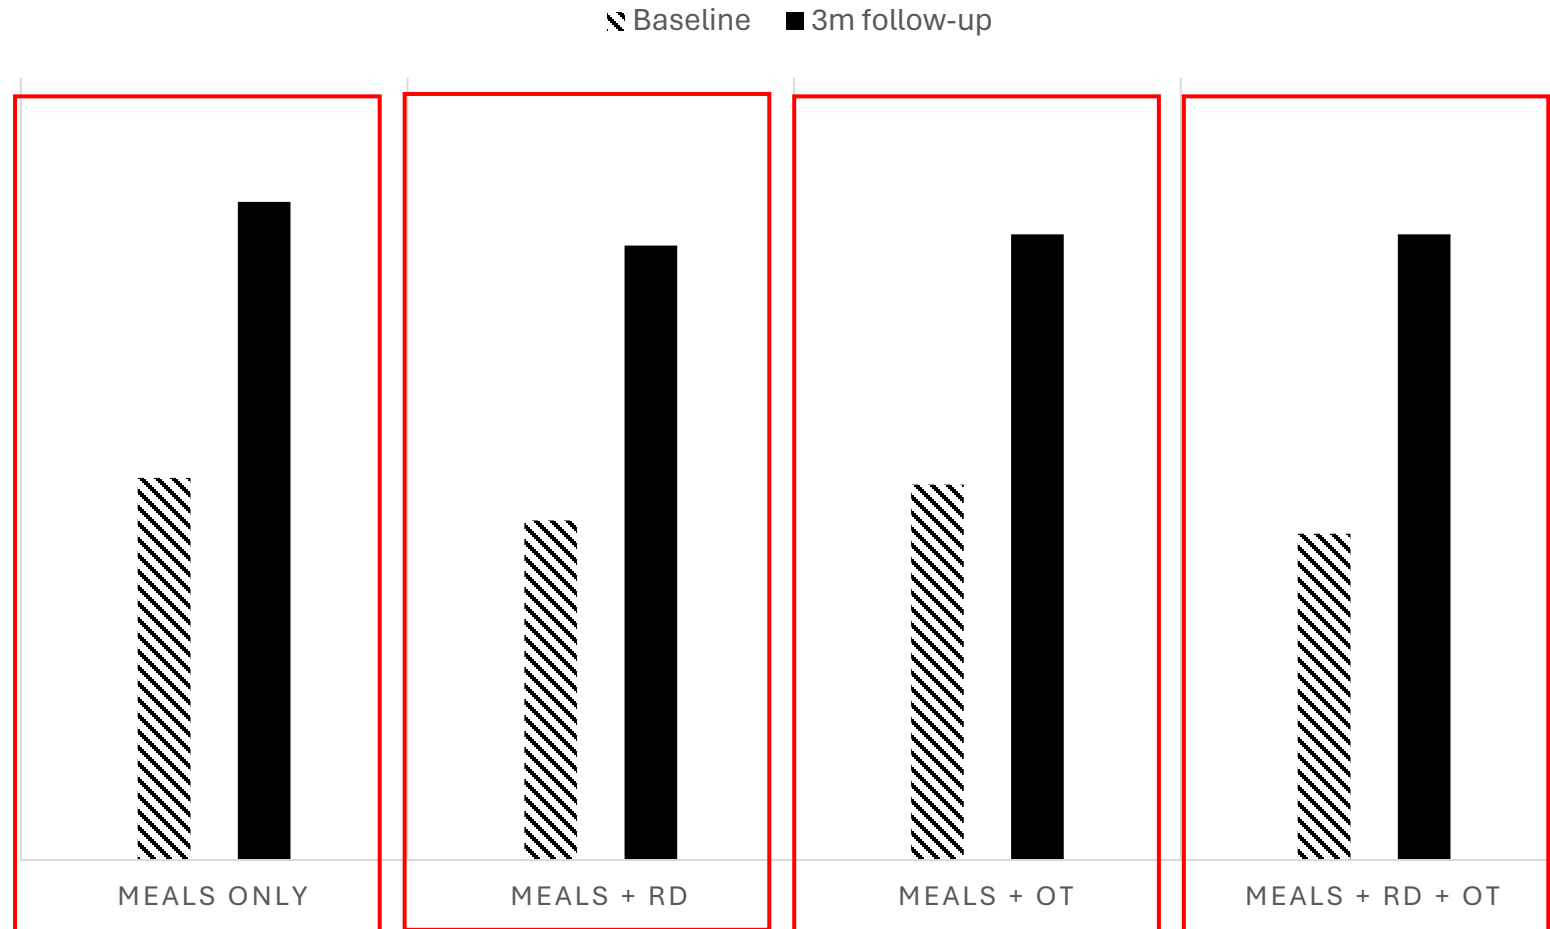 Baseline 3m follow-up
MEALS ONLY MEALS + RD MEALS + OT MEALS + RD + OT